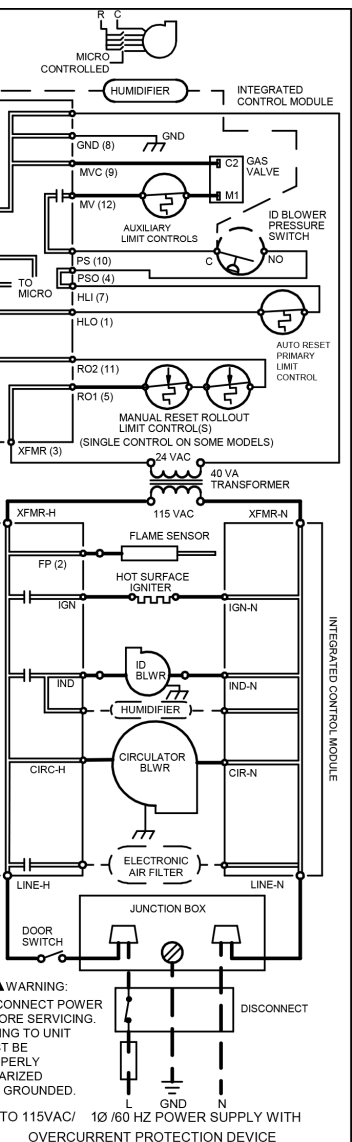 R C
MICRO
CONTROLLED
HUMIDIFIER
INTEGRATED
CONTROL MODULE
GND (8)
GND
MVC (9)
C2
GAS
VALVE
MV (12)
M1
AUXILIARY
LIMIT CONTROLS
ID BLOWER
PRESSURE
SWITCH
C
NO
PS (10)
TO
MICRO
PSO (4)
HLI (7)
HLO (1)
AUTO RESET
PRIMARY
LIMIT
CONTROL
RO2 (11)
RO1 (5)
MANUAL RESET ROLLOUT
LIMIT CONTROL(S)
(SINGLE CONTROL ON SOME MODELS)
XFMR (3)
24 VAC
40 VA
TRANSFORMER
115 VAC
XFMR-H
XFMR-N
FLAME SENSOR
FP (2)
HOT SURFACE
IGNITER
IGN
IGN-N
INTEGRATED CONTROL MODULE
ID
BLWR
IND
IND-N
HUMIDIFIER
CIRCULATOR
BLWR
CIRC-H
CIR-N
ELECTRONIC
AIR FILTER
LINE-H
LINE-N
JUNCTION BOX
DOOR
SWITCH
WARNING:
CONNECT POWER
ORE SERVICING.
ING TO UNIT
ST BE
PERLY
ARIZED
GROUNDED.
DISCONNECT
L GND N
TO 115VAC/ 1Ø /60 HZ POWER SUPPLY WITH
OVERCURRENT PROTECTION DEVICE